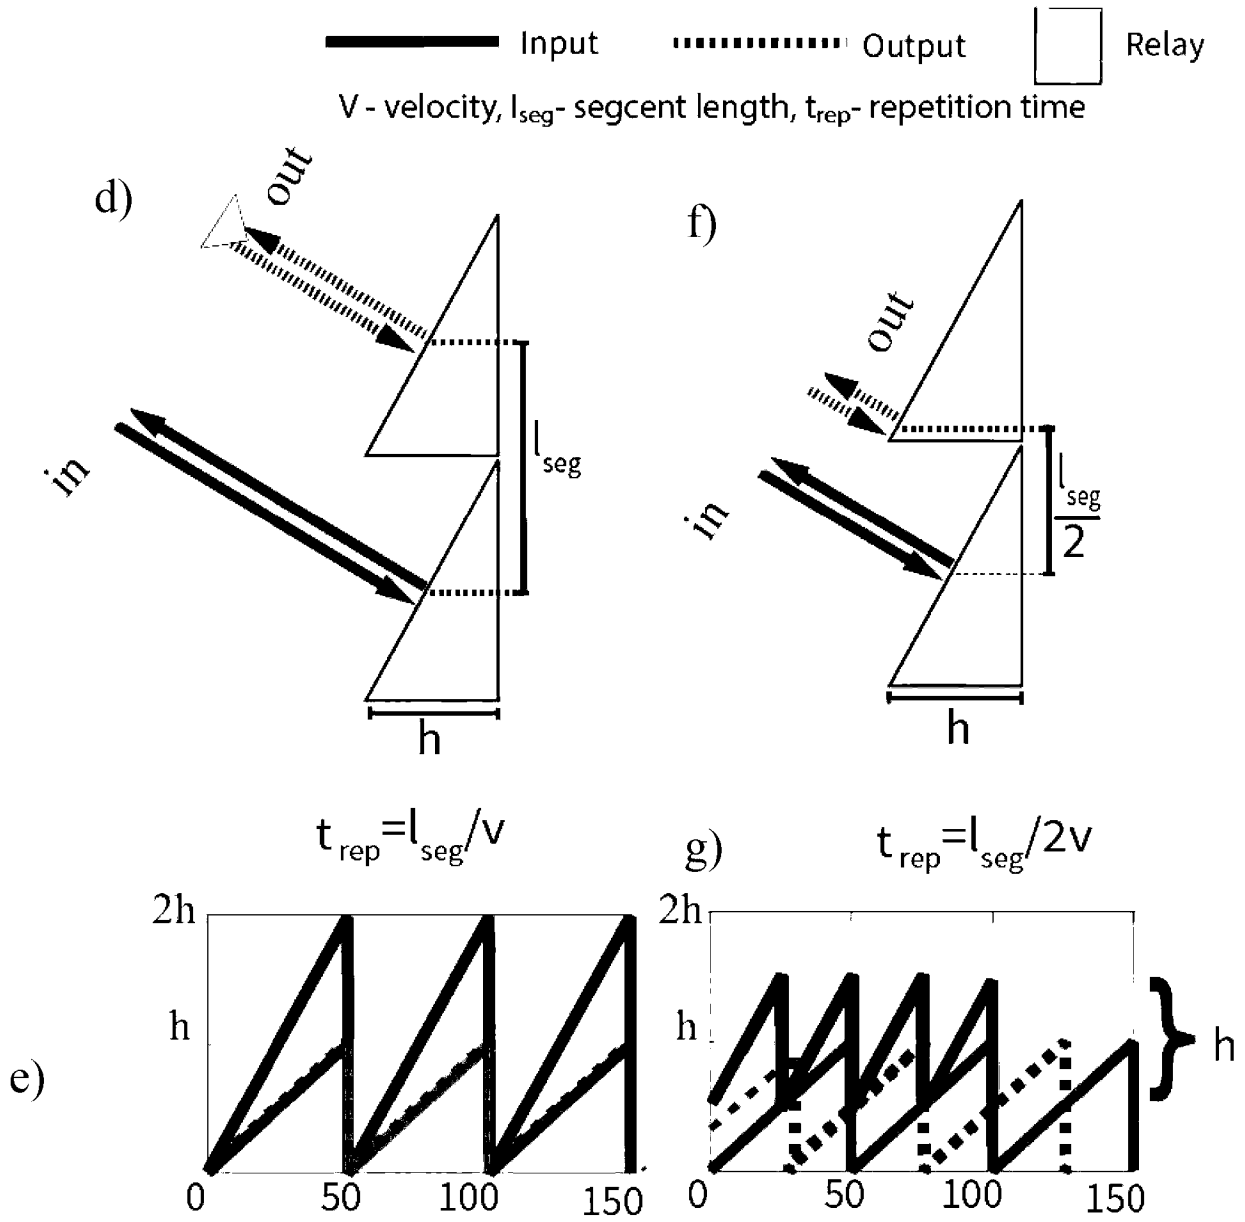 Input Output Relay
V - velocity, lseg- segcent length, trep- repetition time
d)
out
in
lseg
h
f)
out
in
lseg
2
h
trep=lseg/v
e)
2h
h
0 50 100 150
g)
trep=lseg/2v
2h
h
h
0 50 100 150